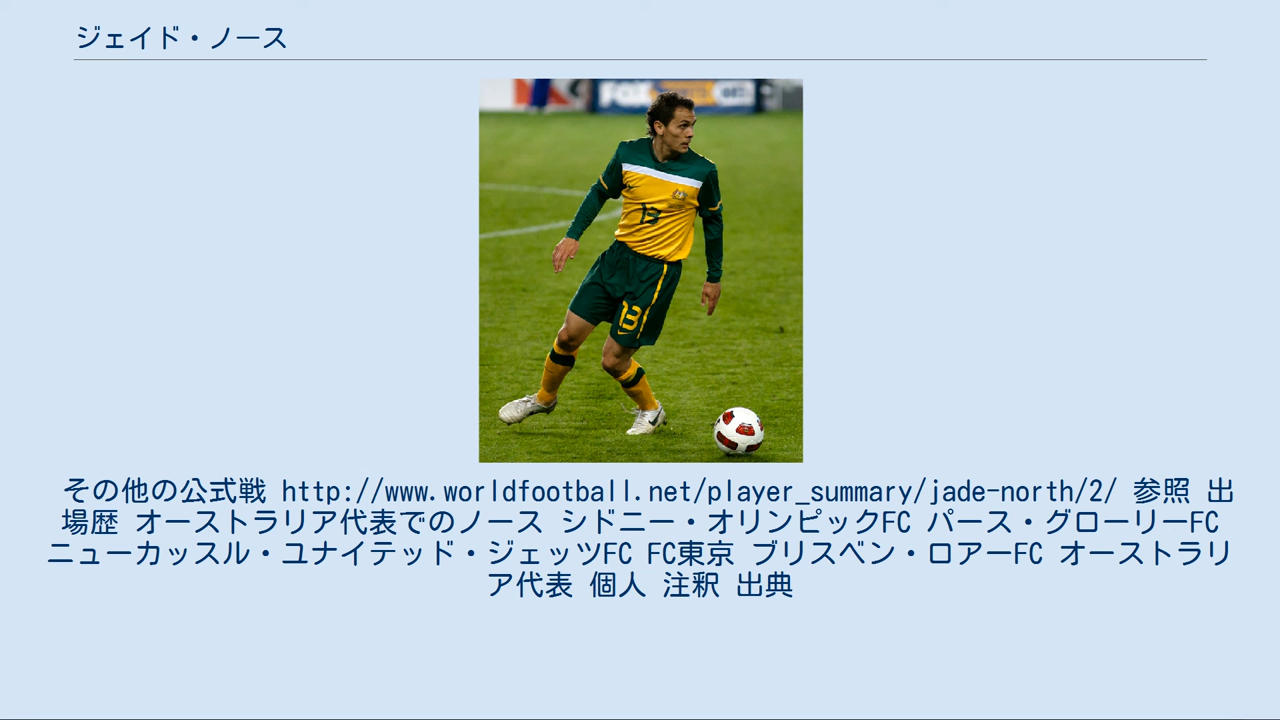 ジェイド・ノース
FOX SPORTS
13
13
その他の公式戦 http://www.worldfootball.net/player_summary/jade-north/2/ 参照 出
場歴 オーストラリア代表でのノース シドニー・オリンピックFC パース・グローリーFC
ニューカッスル・ユナイテッド・ジェッツFC FC東京 ブリスベン・ロアーFC オーストラリ
ア代表 個人 注釈 出典